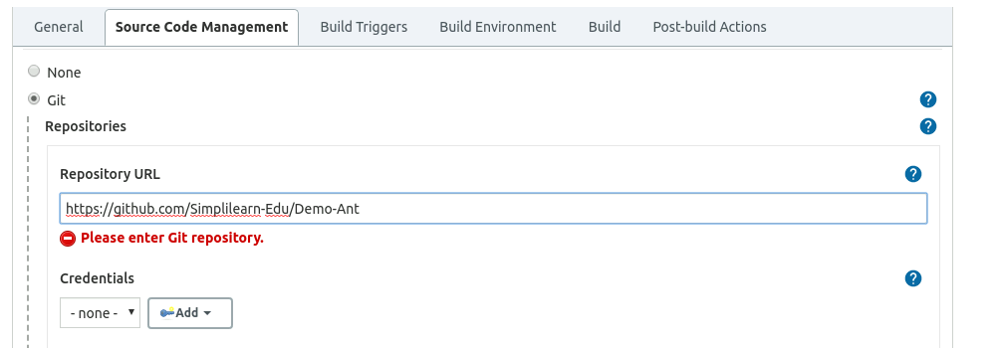 General Source Code Management Build Triggers Build Environment Build Post-build Actions
None
Git
Repositories
Repository URL
https://github.com/Simplilearn-Edu/Demo-Ant
Please enter Git repository.
Credentials
- none - Add